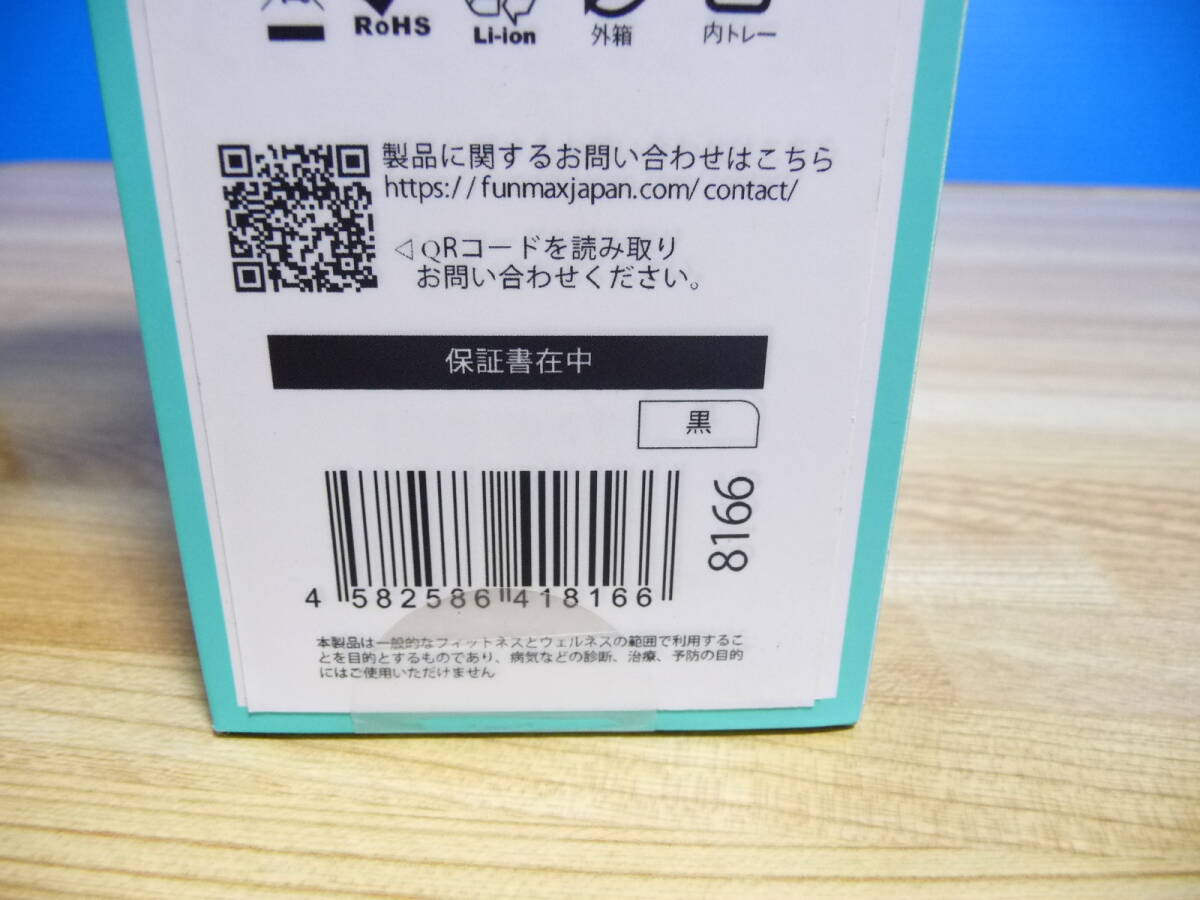 RoHS
Li-ion
外箱
内トレー
製品に関するお問い合わせはこちら
https://funmaxjapan.com/contact/
◁QRコードを読み取り
お問い合わせください。
保証書在中
黒
8166
4 582586 418166
本製品は一般的なフィットネスとウェルネスの範囲で利用するこ
とを目的とするものであり、病気などの診断、治療、予防の目的
にはご使用いただけません